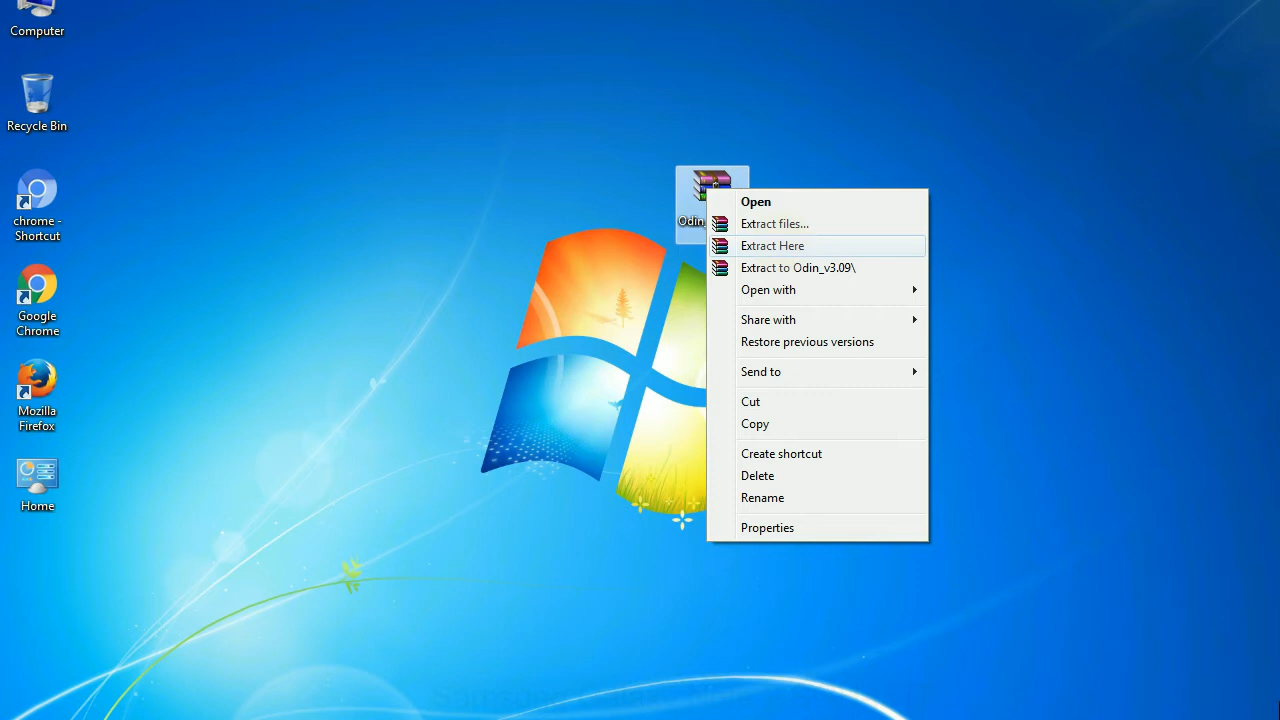 Computer
Recycle Bin
chrome -
Shortcut
Google
Chrome
Mozilla
Firefox
Home
Open
Extract files...
Extract Here
Extract to Odin_v3.09\
Open with
Share with
Restore previous versions
Send to
Cut
Copy
Create shortcut
Delete
Rename
Properties